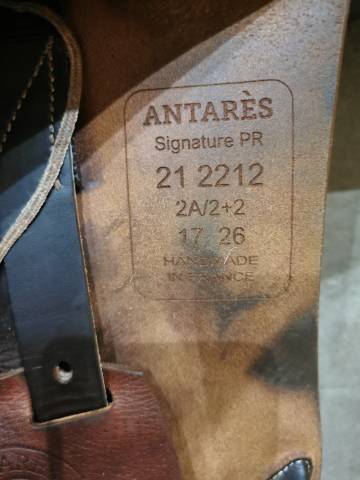 ANTARÈS
Signature PR
21 2212
2A/2+2
17 26
HANDMADE
IN FRANCE